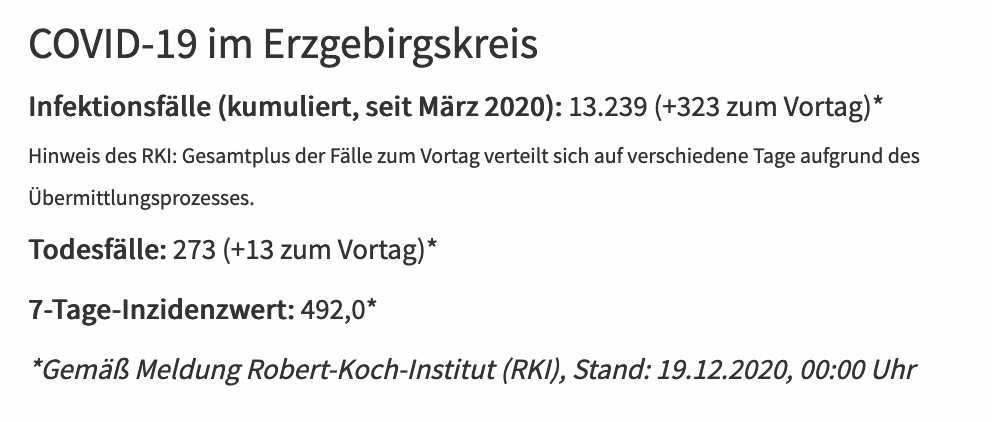 COVID-19 im Erzgebirgskreis
Infektionsfälle (kumuliert, seit März 2020): 13.239 (+323 zum Vortag)*
Hinweis des RKI: Gesamtplus der Fälle zum Vortag verteilt sich auf verschiedene Tage aufgrund des
Übermittlungsprozesses.
Todesfälle: 273 (+13 zum Vortag)*
7-Tage-Inzidenzwert: 492,0*
*Gemäß Meldung Robert-Koch-Institut (RKI), Stand: 19.12.2020, 00:00 Uhr